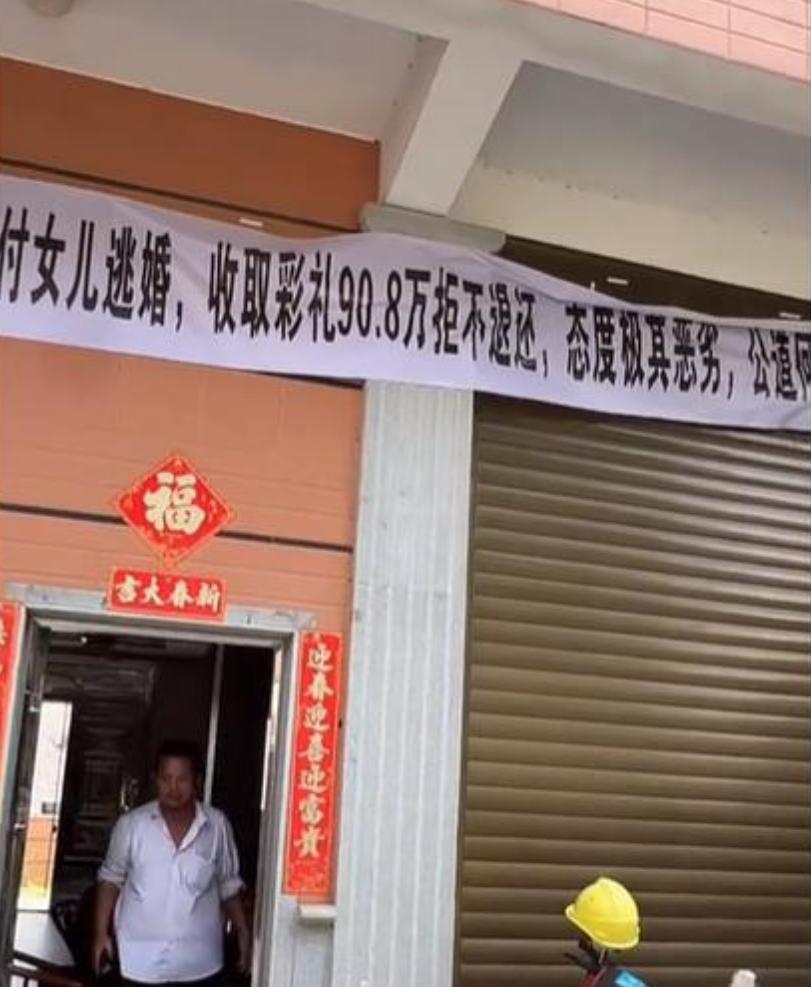 付女儿逃婚，收取彩礼90.8万拒不退还，态度极其恶劣，公道何
福
新春大吉
迎春迎喜迎富貴